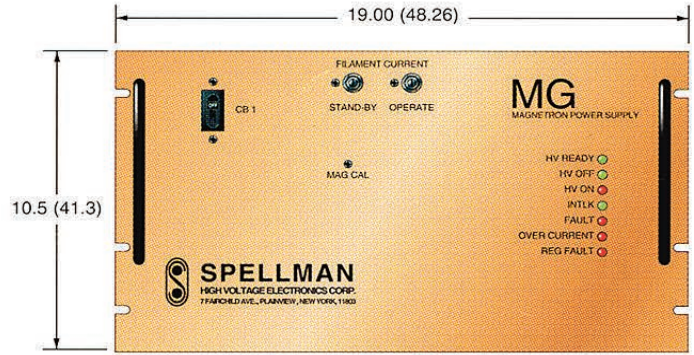 19.00 (48.26)
FILAMENT CURRENT
STAND-BY OPERATE
CB 1
OFF
MG
MAGNETRON POWER SUPPLY
MAG CAL
HV READY
HV OFF
HV ON
INTLK
FAULT
OVER CURRENT
REG FAULT
10.5 (41.3)
SPELLMAN
HIGH VOLTAGE ELECTRONICS CORP.
7 FAIRCHILD AVE., PLAINVIEW, NEW YORK, 11803